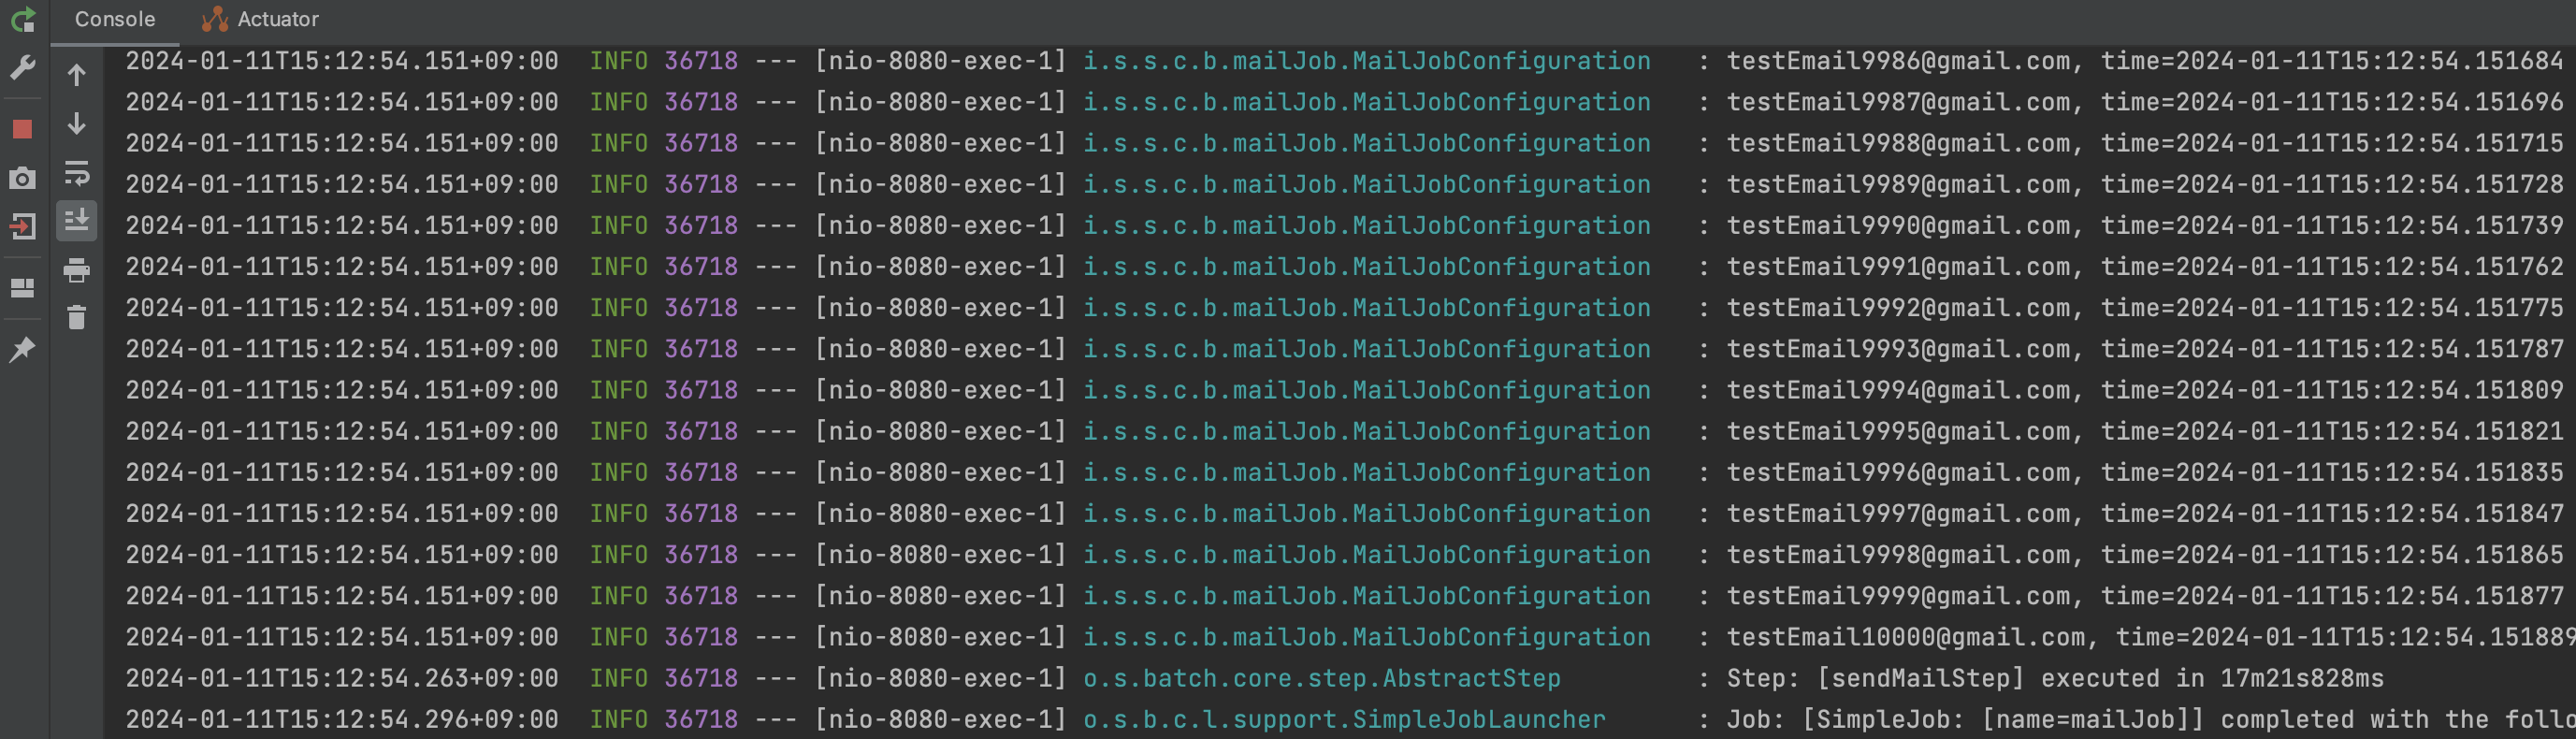 Console Actuator
2024-01-11T15:12:54.151+09:00 INFO 36718 --- [nio-8080-exec-1] i.s.s.c.b.mailJob.MailJobConfiguration : testEmail9986@gmail.com, time=2024-01-11T15:12:54.151684
2024-01-11T15:12:54.151+09:00 INFO 36718 --- [nio-8080-exec-1] i.s.s.c.b.mailJob.MailJobConfiguration : testEmail9987@gmail.com, time=2024-01-11T15:12:54.151696
2024-01-11T15:12:54.151+09:00 INFO 36718 --- [nio-8080-exec-1] i.s.s.c.b.mailJob.MailJobConfiguration : testEmail9988@gmail.com, time=2024-01-11T15:12:54.151715
2024-01-11T15:12:54.151+09:00 INFO 36718 --- [nio-8080-exec-1] i.s.s.c.b.mailJob.MailJobConfiguration : testEmail9989@gmail.com, time=2024-01-11T15:12:54.151728
2024-01-11T15:12:54.151+09:00 INFO 36718 --- [nio-8080-exec-1] i.s.s.c.b.mailJob.MailJobConfiguration : testEmail9990@gmail.com, time=2024-01-11T15:12:54.151739
2024-01-11T15:12:54.151+09:00 INFO 36718 --- [nio-8080-exec-1] i.s.s.c.b.mailJob.MailJobConfiguration : testEmail9991@gmail.com, time=2024-01-11T15:12:54.151762
2024-01-11T15:12:54.151+09:00 INFO 36718 --- [nio-8080-exec-1] i.s.s.c.b.mailJob.MailJobConfiguration : testEmail9992@gmail.com, time=2024-01-11T15:12:54.151775
2024-01-11T15:12:54.151+09:00 INFO 36718 --- [nio-8080-exec-1] i.s.s.c.b.mailJob.MailJobConfiguration : testEmail9993@gmail.com, time=2024-01-11T15:12:54.151787
2024-01-11T15:12:54.151+09:00 INFO 36718 --- [nio-8080-exec-1] i.s.s.c.b.mailJob.MailJobConfiguration : testEmail9994@gmail.com, time=2024-01-11T15:12:54.151809
2024-01-11T15:12:54.151+09:00 INFO 36718 --- [nio-8080-exec-1] i.s.s.c.b.mailJob.MailJobConfiguration : testEmail9995@gmail.com, time=2024-01-11T15:12:54.151821
2024-01-11T15:12:54.151+09:00 INFO 36718 --- [nio-8080-exec-1] i.s.s.c.b.mailJob.MailJobConfiguration : testEmail9996@gmail.com, time=2024-01-11T15:12:54.151835
2024-01-11T15:12:54.151+09:00 INFO 36718 --- [nio-8080-exec-1] i.s.s.c.b.mailJob.MailJobConfiguration : testEmail9997@gmail.com, time=2024-01-11T15:12:54.151847
2024-01-11T15:12:54.151+09:00 INFO 36718 --- [nio-8080-exec-1] i.s.s.c.b.mailJob.MailJobConfiguration : testEmail9998@gmail.com, time=2024-01-11T15:12:54.151865
2024-01-11T15:12:54.151+09:00 INFO 36718 --- [nio-8080-exec-1] i.s.s.c.b.mailJob.MailJobConfiguration : testEmail9999@gmail.com, time=2024-01-11T15:12:54.151877
2024-01-11T15:12:54.151+09:00 INFO 36718 --- [nio-8080-exec-1] i.s.s.c.b.mailJob.MailJobConfiguration : testEmail10000@gmail.com, time=2024-01-11T15:12:54.151889
2024-01-11T15:12:54.263+09:00 INFO 36718 --- [nio-8080-exec-1] o.s.batch.core.step.AbstractStep : Step: [sendMailStep] executed in 17m21s828ms
2024-01-11T15:12:54.296+09:00 INFO 36718 --- [nio-8080-exec-1] o.s.b.c.l.support.SimpleJobLauncher : Job: [SimpleJob: [name=mailJob]] completed with the follo